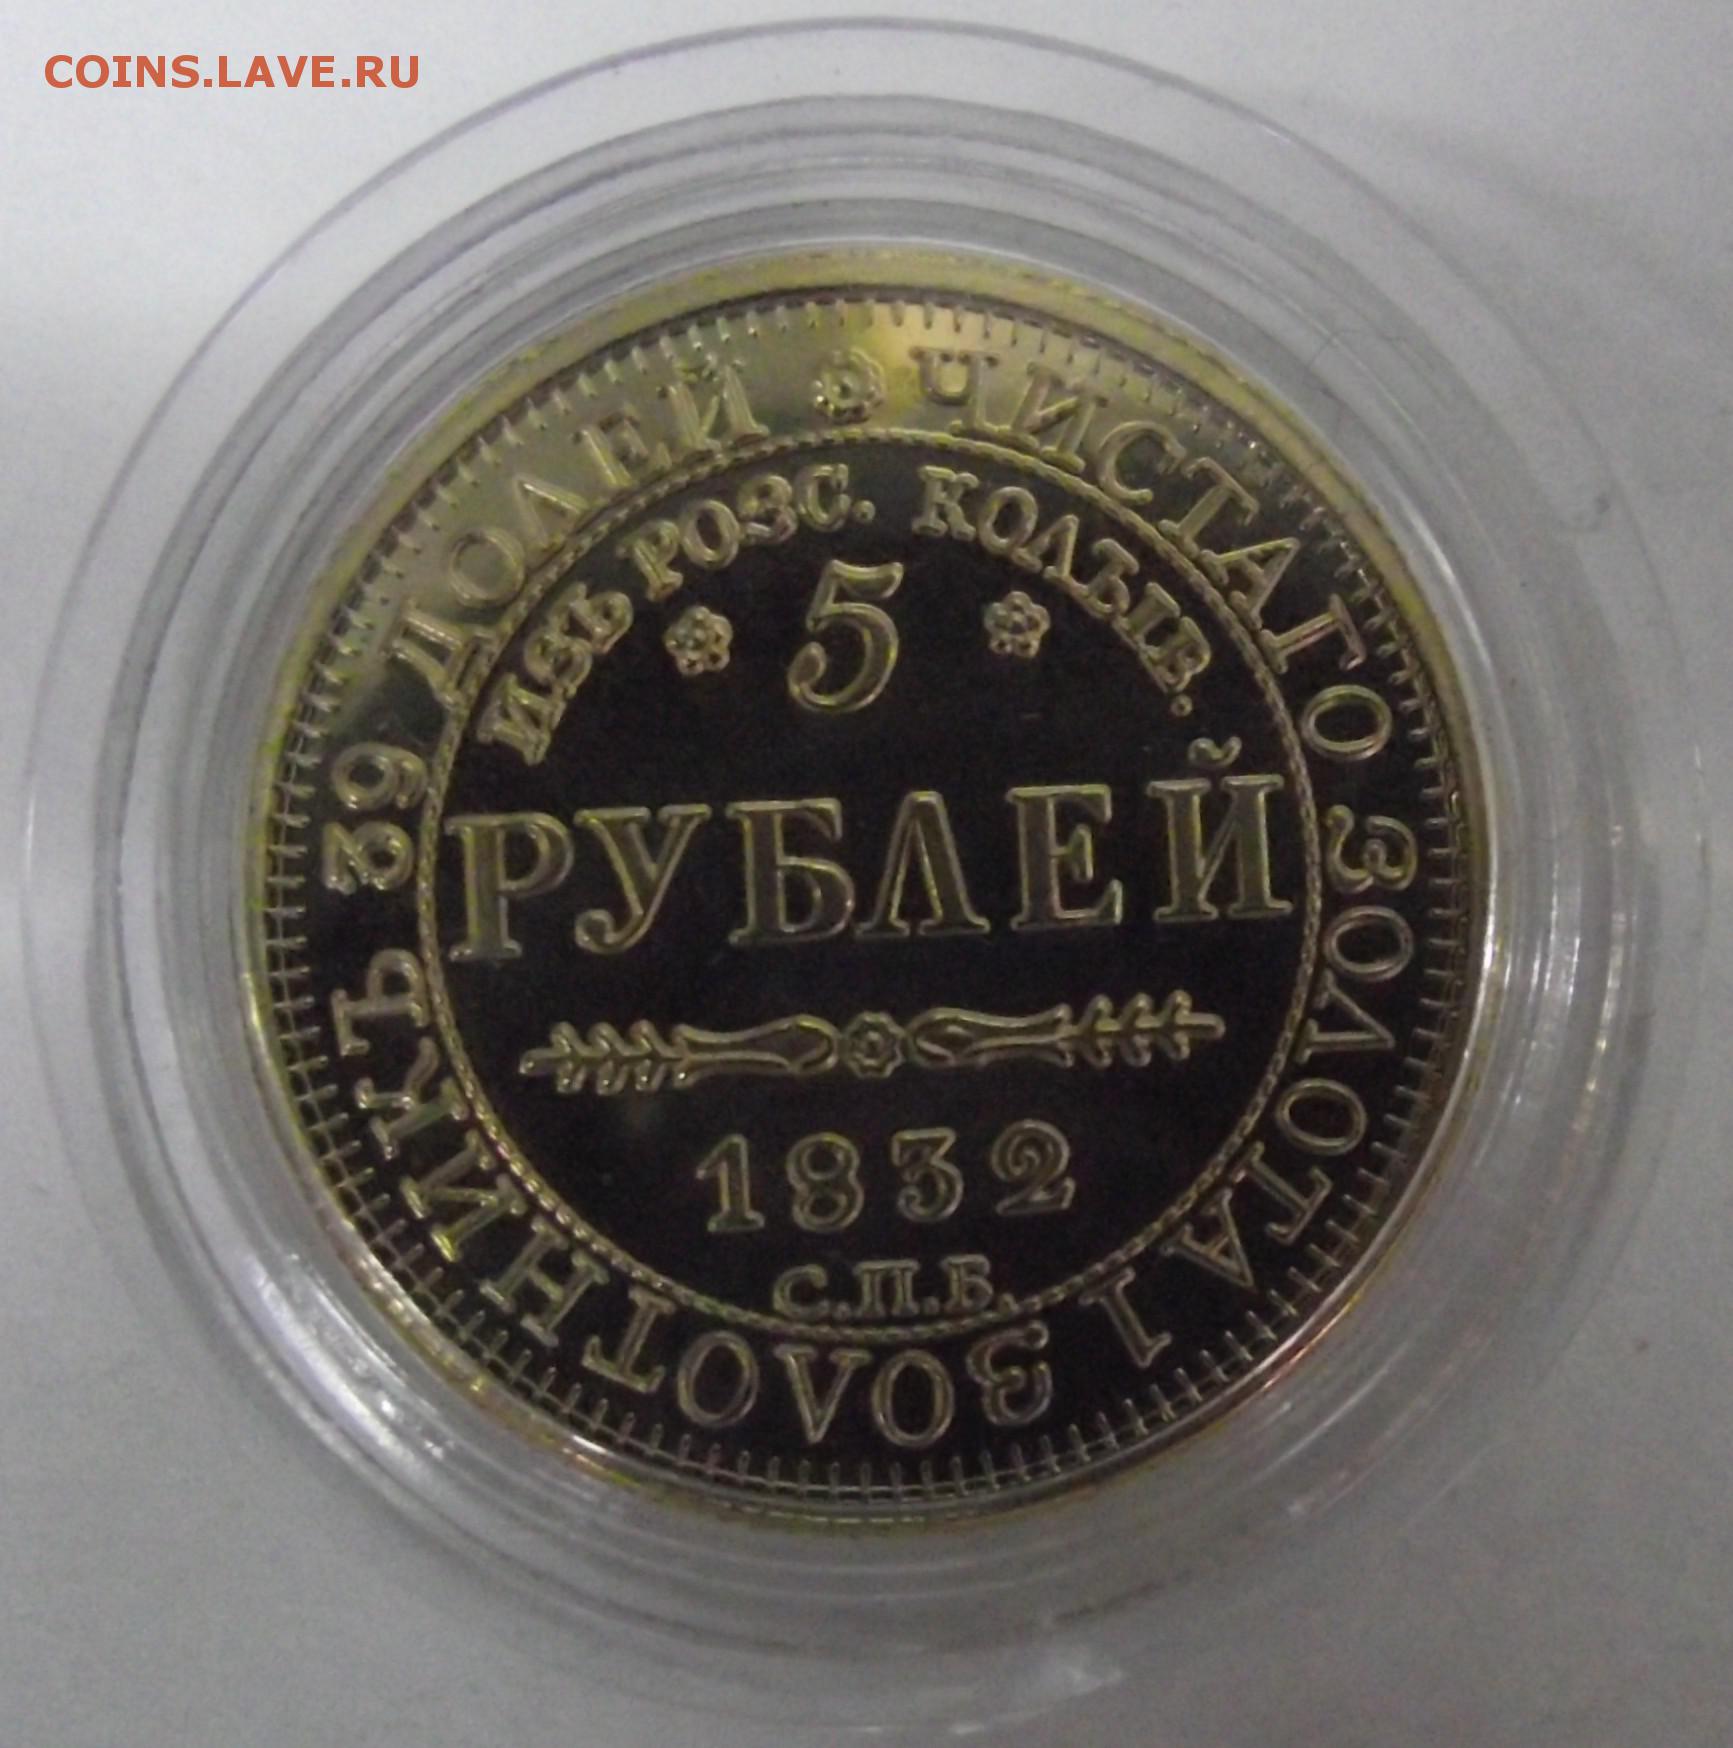 COINS.LAVE.RU
ЧИСТАГО ЗОЛОТА 1 ЗОЛОТНИКЪ 39 ДОЛЕЙ
ИЗЪ РОЗС. КОЛЫВ.
5
РУБЛЕЙ
1832
С.П.Б.